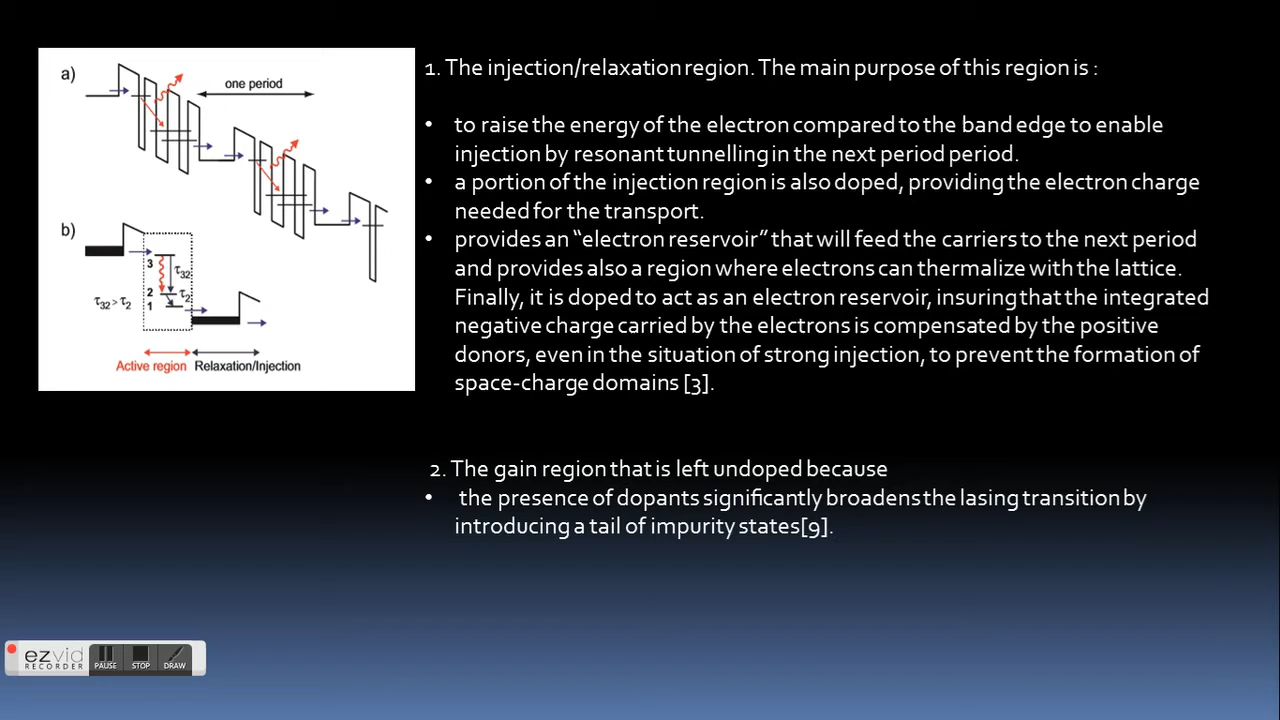 a)
one period
b)
3
2
1
τ32
τ2
τ32 > τ2
Active region
Relaxation/Injection
1. The injection/relaxation region. The main purpose of this region is :
• to raise the energy of the electron compared to the band edge to enable
injection by resonant tunnelling in the next period period.
• a portion of the injection region is also doped, providing the electron charge
needed for the transport.
• provides an “electron reservoir” that will feed the carriers to the next period
and provides also a region where electrons can thermalize with the lattice.
Finally, it is doped to act as an electron reservoir, insuring that the integrated
negative charge carried by the electrons is compensated by the positive
donors, even in the situation of strong injection, to prevent the formation of
space-charge domains [3].
2. The gain region that is left undoped because
• the presence of dopants significantly broadens the lasing transition by
introducing a tail of impurity states[9].
ezvid
RECORDER
PAUSE
STOP
DRAW